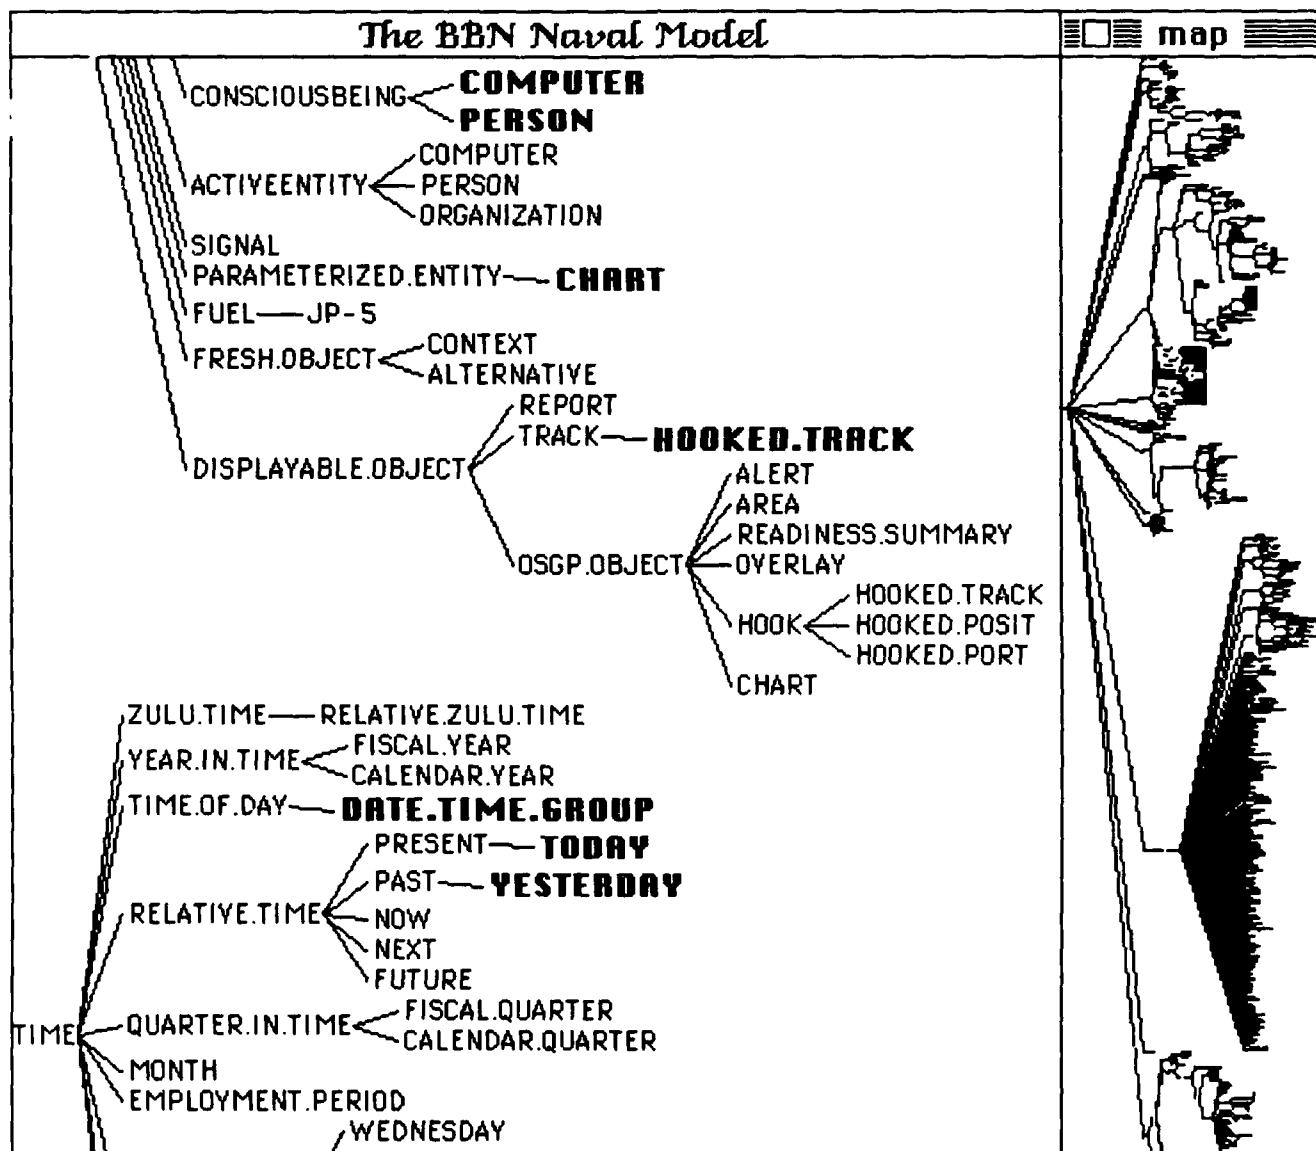 The BBN Naval Model
map
COMPUTER
CONSCIOUSBEING
PERSON
COMPUTER
ACTIVEENTITY
PERSON
ORGANIZATION
SIGNAL
PARAMETERIZED.ENTITY
CHART
FUEL
JP-5
CONTEXT
FRESH.OBJECT
ALTERNATIVE
REPORT
TRACK
HOOKED.TRACK
DISPLAYABLE.OBJECT
ALERT
AREA
READINESS.SUMMARY
OSGP.OBJECT
OVERLAY
HOOKED.TRACK
HOOK
HOOKED.POSIT
HOOKED.PORT
CHART
ZULU.TIME
RELATIVE.ZULU.TIME
FISCAL.YEAR
YEAR.IN.TIME
CALENDAR.YEAR
TIME.OF.DAY
DATE.TIME.GROUP
PRESENT
TODAY
PAST
YESTERDAY
RELATIVE.TIME
NOW
NEXT
FUTURE
FISCAL.QUARTER
TIME
QUARTER.IN.TIME
CALENDAR.QUARTER
MONTH
EMPLOYMENT.PERIOD
WEDNESDAY